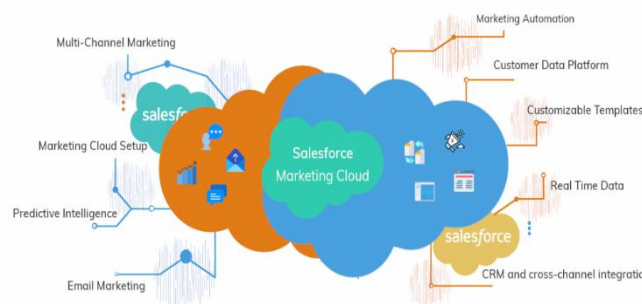 Marketing Automation
Multi-Channel Marketing
Customer Data Platform
salesforce
Customizable Templates
Marketing Cloud Setup
Salesforce
Marketing Cloud
Real Time Data
Predictive Intelligence
salesforce
Email Marketing
CRM and cross-channel integratio